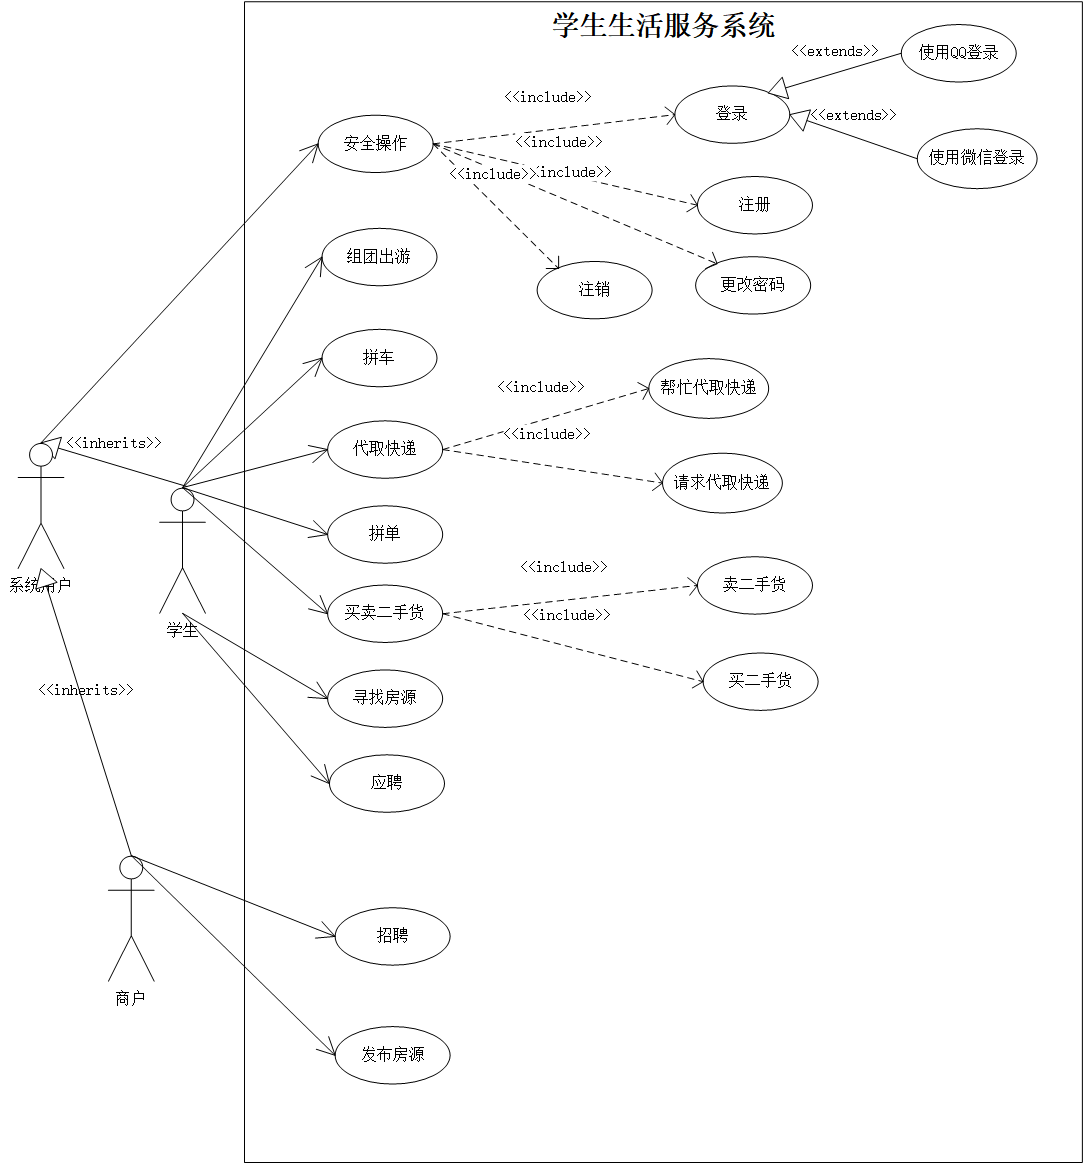 学生生活服务系统
<<extends>>
使用QQ登录
<<include>>
登录
<<extends>>
安全操作
<<include>>
使用微信登录
<<include>>
<<include>>
注册
组团出游
更改密码
注销
拼车
<<include>>
帮忙代取快递
<<inherits>>
代取快递
<<include>>
请求代取快递
拼单
<<include>>
系统用户
卖二手货
买卖二手货
<<include>>
学生
买二手货
<<inherits>>
寻找房源
应聘
招聘
商户
发布房源